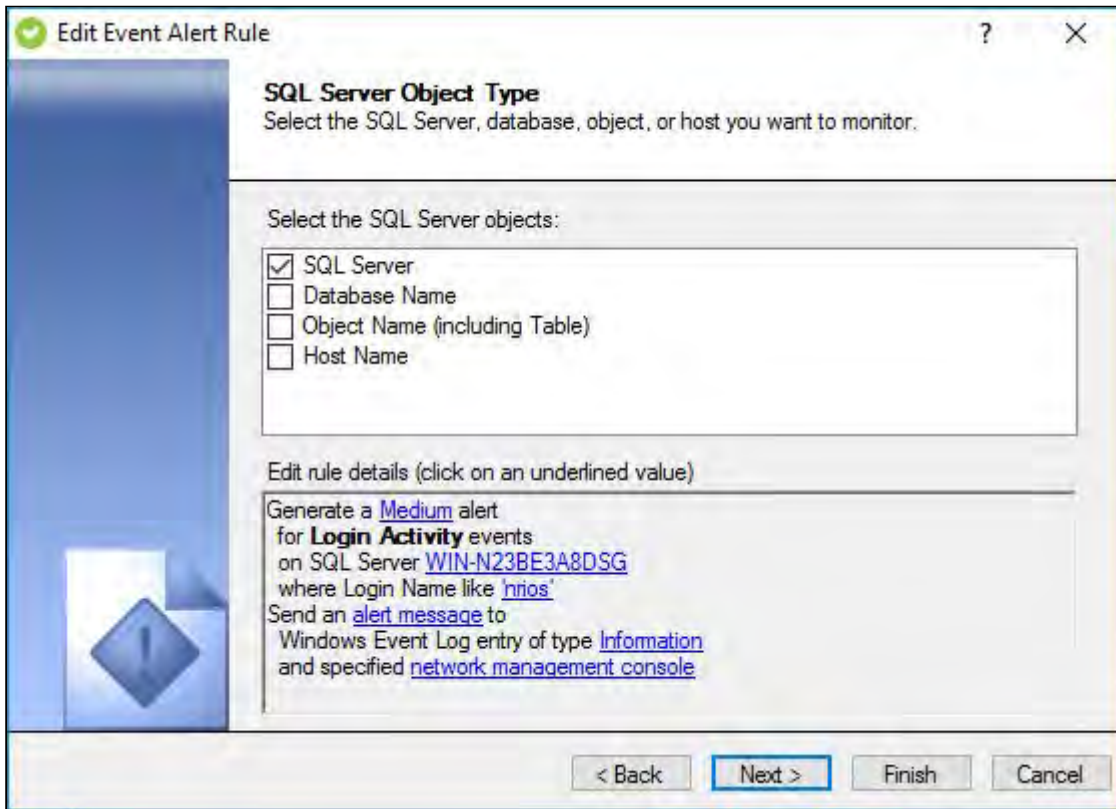 Edit Event Alert Rule
?
SQL Server Object Type
Select the SQL Server, database, object, or host you want to monitor.
Select the SQL Server objects:
SQL Server
Database Name
Object Name (including Table)
Host Name
Edit rule details (click on an underlined value)
Generate a Medium alert
for Login Activity events
on SQL Server WIN-N23BE3A8DSG
where Login Name like 'nrios'
Send an alert message to
Windows Event Log entry of type Information
and specified network management console
< Back
Next >
Finish
Cancel